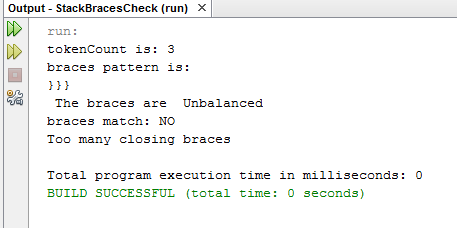 Output - StackBracesCheck (run) ×
run:
tokenCount is: 3
braces pattern is:
}}}
 The braces are  Unbalanced
braces match: NO
Too many closing braces

Total program execution time in milliseconds: 0
BUILD SUCCESSFUL (total time: 0 seconds)